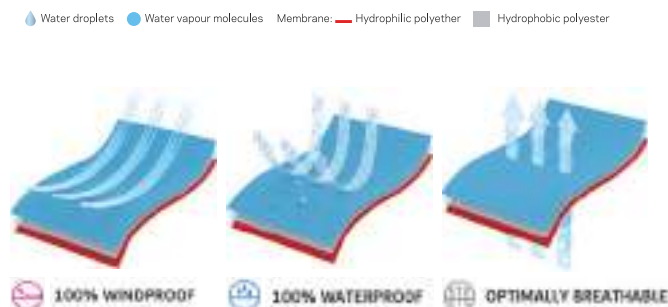 Water droplets Water vapour molecules Membrane: Hydrophilic polyether Hydrophobic polyester
100% WINDPROOF 100% WATERPROOF OPTIMALLY BREATHABLE